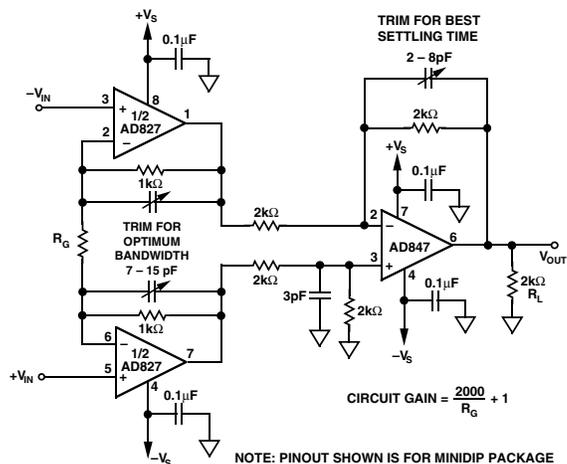 +VS
0.1µF
TRIM FOR BEST
SETTLING TIME
2 – 8pF
–VIN
3
+
8
1/2
AD827
1
2
–
2kΩ
1kΩ
+VS
0.1µF
RG
TRIM FOR
OPTIMUM
BANDWIDTH
7 – 15 pF
2kΩ
2
–
7
AD847
6
VOUT
3
+
4
2kΩ
3pF
2kΩ
0.1µF
2kΩ
RL
1kΩ
6
–
1/2
AD827
7
+VIN
5
+
4
–VS
0.1µF
CIRCUIT GAIN = 2000/RG + 1
–VS
NOTE: PINOUT SHOWN IS FOR MINIDIP PACKAGE